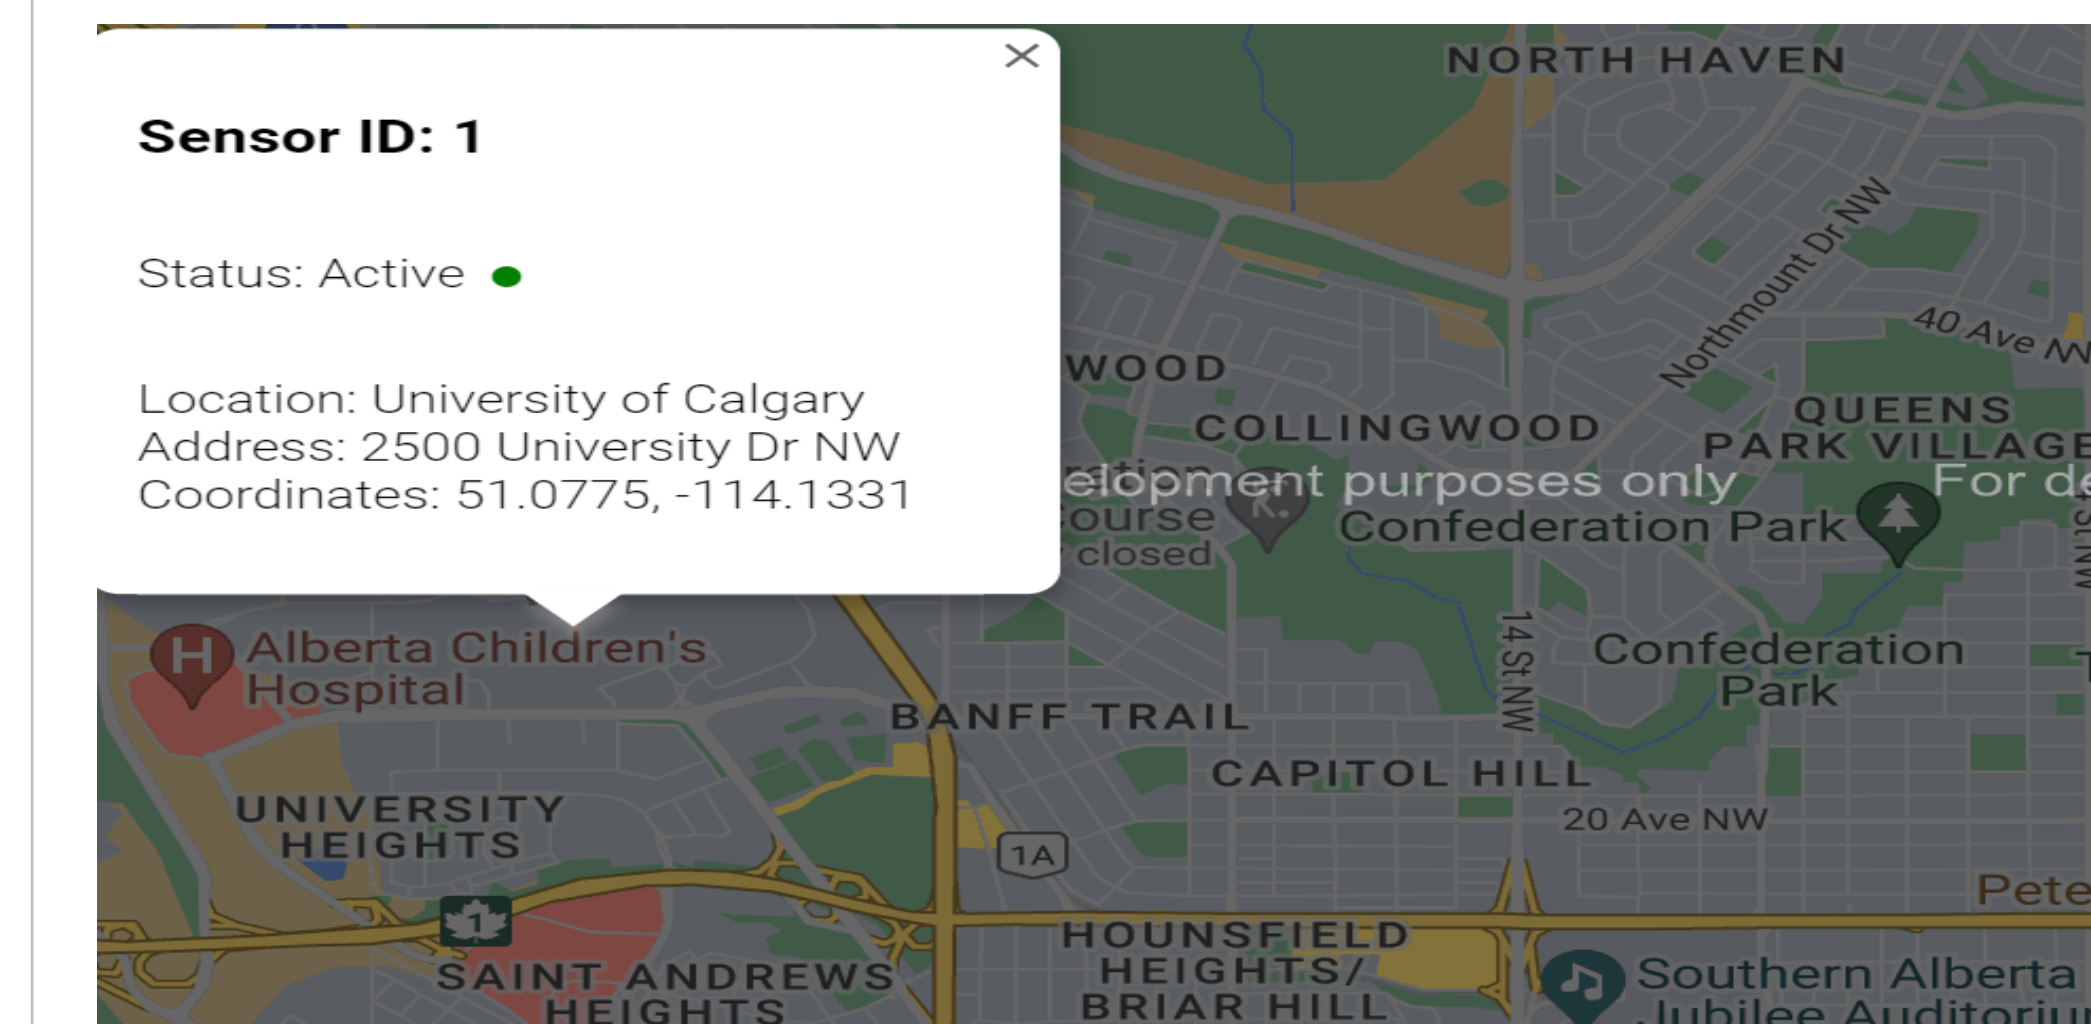 Sensor ID: 1
Status: Active
Location: University of Calgary
Address: 2500 University Dr NW
Coordinates: 51.0775, -114.1331
NORTH HAVEN
Northmount Dr NW
40 Ave NW
WOOD
COLLINGWOOD
QUEENS
PARK VILLAGE
elopment purposes only
For de
ourse
closed
K.
Confederation Park
4 St NW
14 St NW
Confederation
Park
H
Alberta Children's
Hospital
BANFF TRAIL
CAPITOL HILL
20 Ave NW
UNIVERSITY
HEIGHTS
1A
1
Pete
HOUNSFIELD
HEIGHTS/
BRIAR HILL
SAINT ANDREWS
HEIGHTS
Southern Alberta
Jubilee Auditoriu